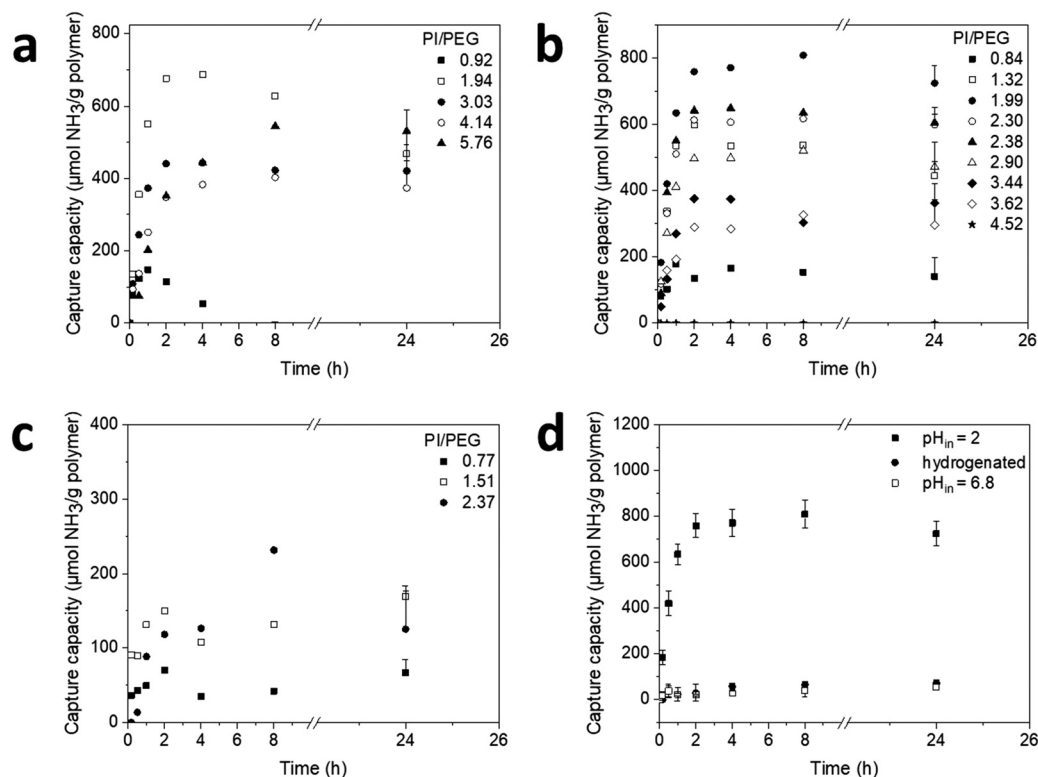 a
Capture capacity (µmol NH3/g polymer)
800
600
400
200
0
PI/PEG
0.92
1.94
3.03
4.14
5.76
0 2 4 6 8 24 26
Time (h)
b
Capture capacity (µmol NH3/g polymer)
800
600
400
200
0
PI/PEG
0.84
1.32
1.99
2.30
2.38
2.90
3.44
3.62
4.52
0 2 4 6 8 24 26
Time (h)
c
Capture capacity (µmol NH3/g polymer)
400
300
200
100
0
PI/PEG
0.77
1.51
2.37
0 2 4 6 8 24 26
Time (h)
d
Capture capacity (µmol NH3/g polymer)
1200
1000
800
600
400
200
0
pHin = 2
hydrogenated
pHin = 6.8
0 2 4 6 8 24 26
Time (h)